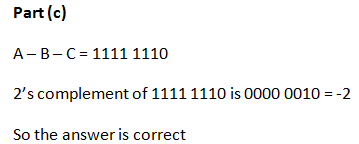 Part (c)
A – B – C = 1111 1110
2's complement of 1111 1110 is 0000 0010 = -2
So the answer is correct